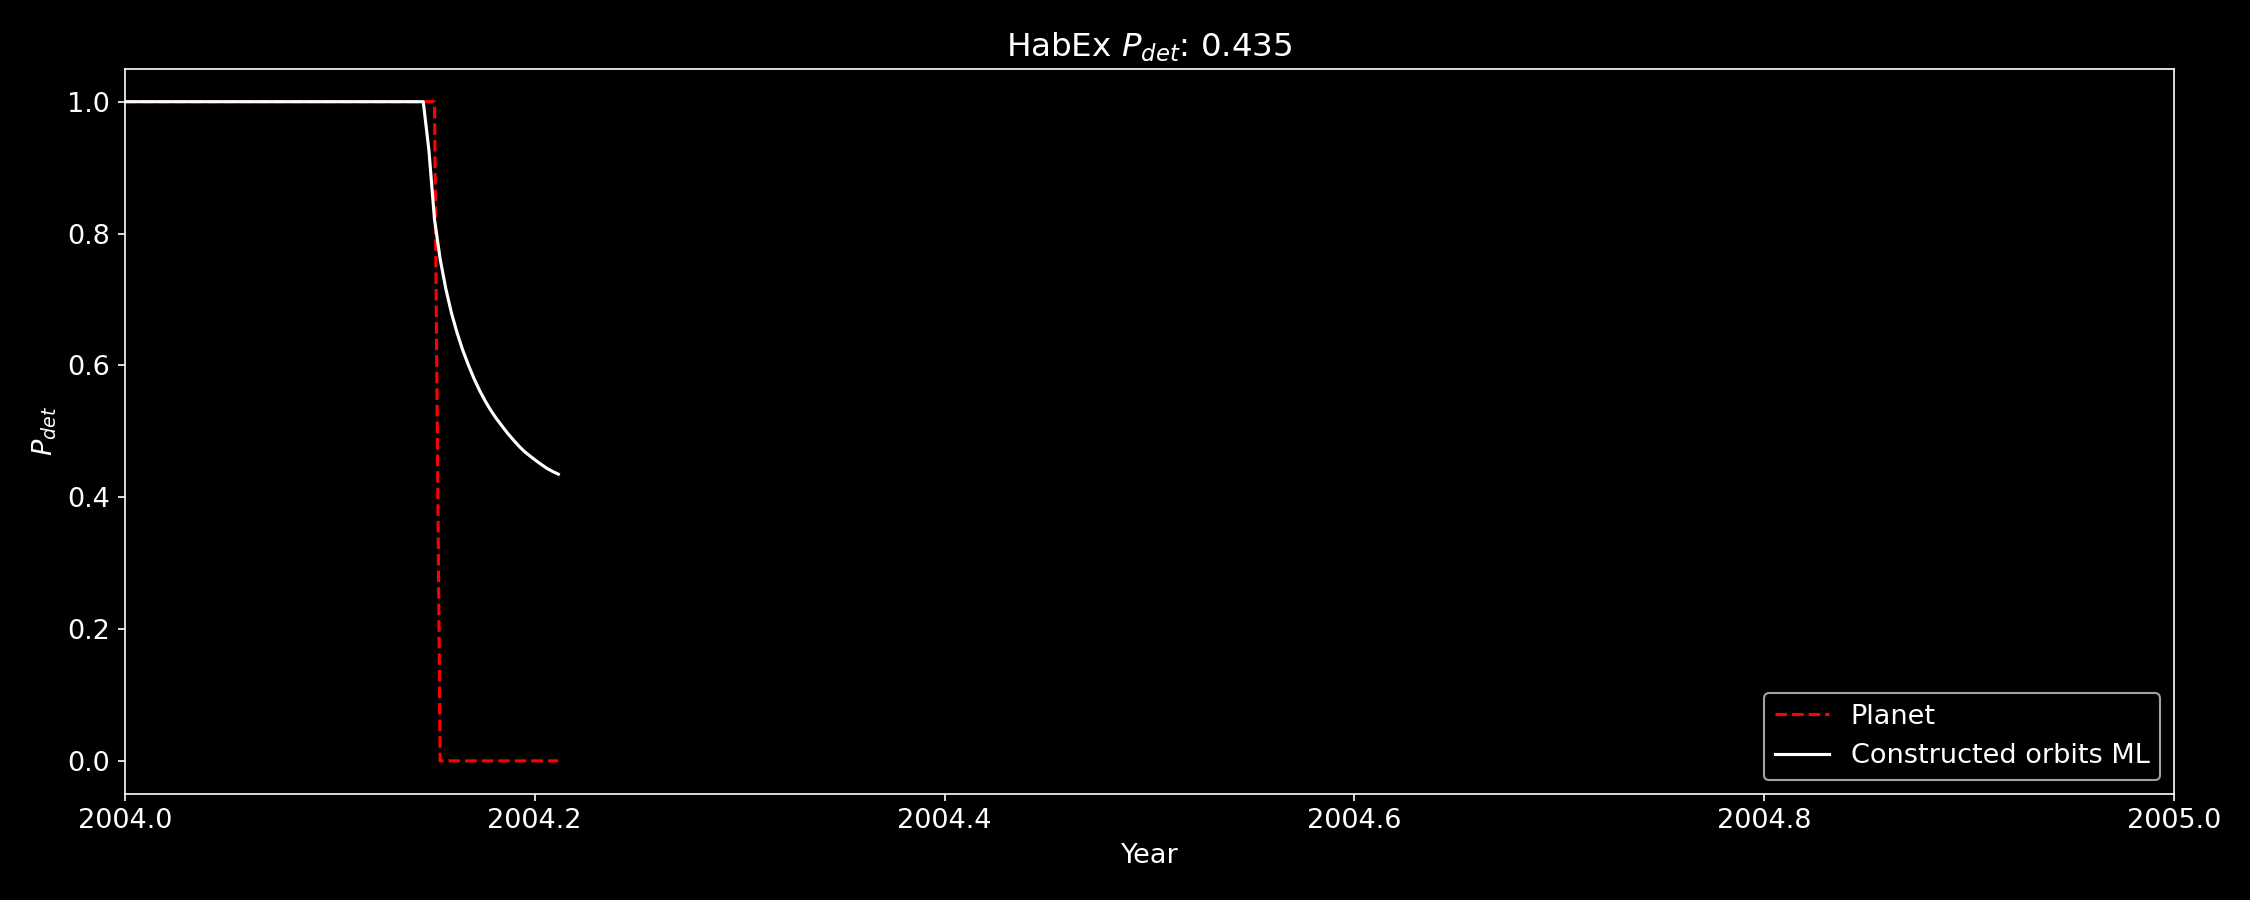 HabEx P_det: 0.435
1.0
0.8
0.6
0.4
0.2
0.0
P_det
2004.0 2004.2 2004.4 2004.6 2004.8 2005.0
Year
Planet
Constructed orbits ML